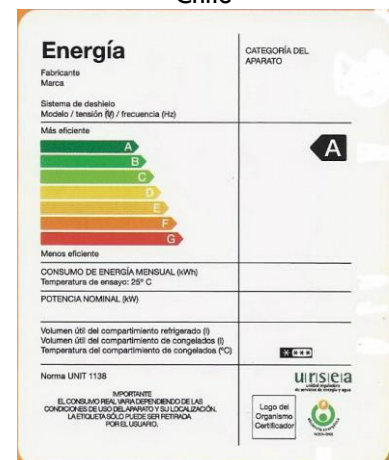 Chile
Energía
CATEGORÍA DEL
APARATO
Fabricante
Marca
Sistema de deshielo
Modelo / tensión (V) / frecuencia (Hz)
Más eficiente
A
A
B
C
D
E
F
G
Menos eficiente
CONSUMO DE ENERGÍA MENSUAL (kWh)
Temperatura de ensayo: 25° C
POTENCIA NOMINAL (kW)
Volumen útil del compartimiento refrigerado (l)
Volumen útil del compartimiento de congelados (l)
Temperatura del compartimiento de congelados (°C)
Norma UNIT 1138
ursea
IMPORTANTE
EL CONSUMO REAL VARIA DEPENDIENDO DE LAS
CONDICIONES DE USO DEL APARATO Y SU LOCALIZACIÓN.
LA ETIQUETA SÓLO PUEDE SER RETIRADA
POR EL USUARIO.
Logo del
Organismo
Certificador